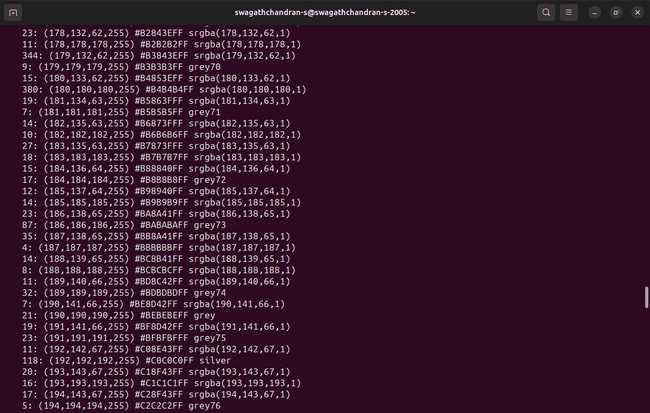 swagathchandran-s@swagathchandran-s-2005: ~
23: (178,132,62,255) #B2843EFF srgba(178,132,62,1)
11: (178,178,178,255) #B2B2B2FF srgba(178,178,178,1)
344: (179,132,62,255) #B3843EFF srgba(179,132,62,1)
9: (179,179,179,255) #B3B3B3FF grey70
15: (180,133,62,255) #B4853EFF srgba(180,133,62,1)
380: (180,180,180,255) #B4B4B4FF srgba(180,180,180,1)
19: (181,134,63,255) #B5863FFF srgba(181,134,63,1)
7: (181,181,181,255) #B5B5B5FF grey71
14: (182,135,63,255) #B6873FFF srgba(182,135,63,1)
10: (182,182,182,255) #B6B6B6FF srgba(182,182,182,1)
27: (183,135,63,255) #B7873FFF srgba(183,135,63,1)
18: (183,183,183,255) #B7B7B7FF srgba(183,183,183,1)
15: (184,136,64,255) #B88840FF srgba(184,136,64,1)
17: (184,184,184,255) #B8B8B8FF grey72
12: (185,137,64,255) #B98940FF srgba(185,137,64,1)
14: (185,185,185,255) #B9B9B9FF srgba(185,185,185,1)
23: (186,138,65,255) #BA8A41FF srgba(186,138,65,1)
87: (186,186,186,255) #BABABAFF grey73
35: (187,138,65,255) #BB8A41FF srgba(187,138,65,1)
4: (187,187,187,255) #BBBBBBFF srgba(187,187,187,1)
14: (188,139,65,255) #BC8B41FF srgba(188,139,65,1)
8: (188,188,188,255) #BCBCBCFF srgba(188,188,188,1)
11: (189,140,66,255) #BD8C42FF srgba(189,140,66,1)
32: (189,189,189,255) #BDBDBDFF grey74
7: (190,141,66,255) #BE8D42FF srgba(190,141,66,1)
21: (190,190,190,255) #BEBEBEFF grey
19: (191,141,66,255) #BF8D42FF srgba(191,141,66,1)
23: (191,191,191,255) #BFBFBFFF grey75
11: (192,142,67,255) #C08E43FF srgba(192,142,67,1)
118: (192,192,192,255) #C0C0C0FF silver
20: (193,143,67,255) #C18F43FF srgba(193,143,67,1)
16: (193,193,193,255) #C1C1C1FF srgba(193,193,193,1)
17: (194,143,67,255) #C28F43FF srgba(194,143,67,1)
5: (194,194,194,255) #C2C2C2FF grey76